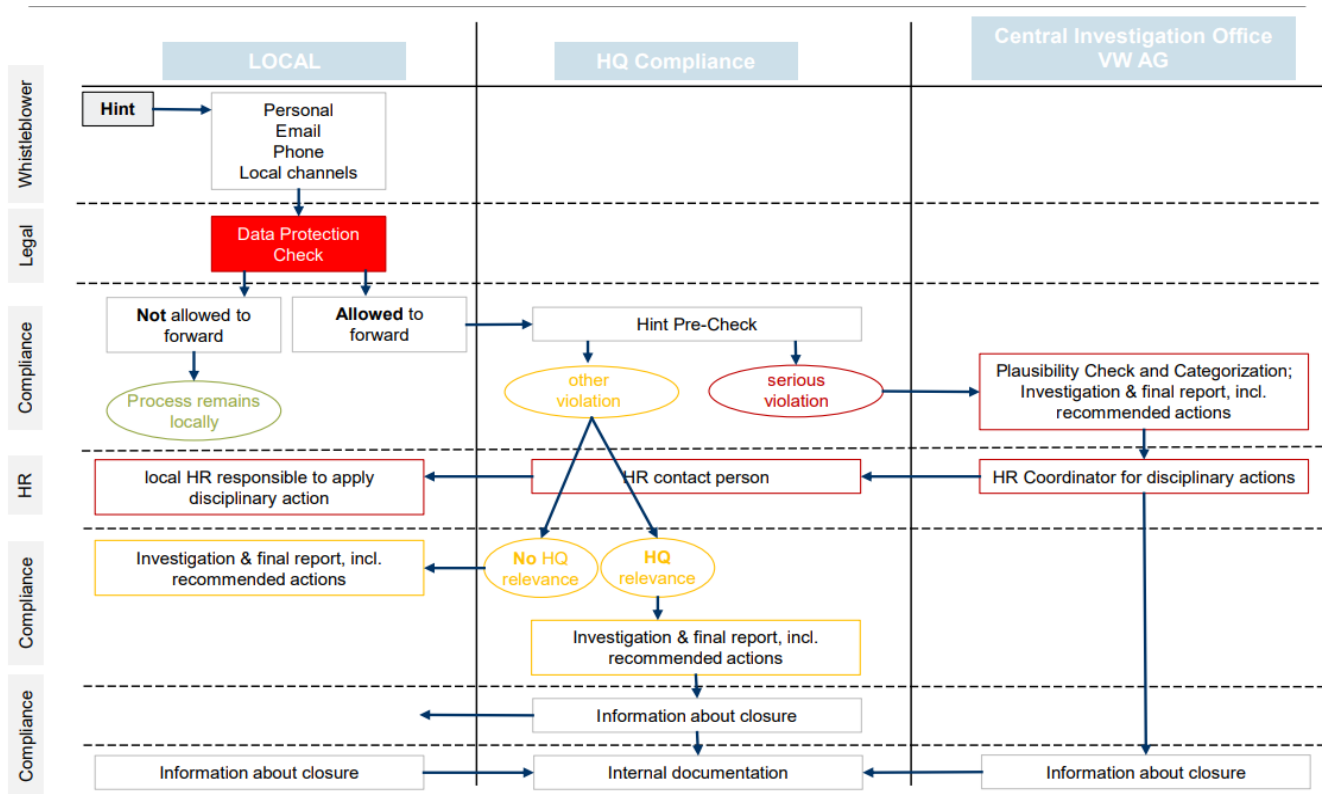 LOCAL
HQ Compliance
Central Investigation Office
VW AG
Whistleblower
Hint
Personal
Email
Phone
Local channels
Legal
Data Protection
Check
Compliance
Not allowed to
forward
Allowed to
forward
Hint Pre-Check
Process remains
locally
other
violation
serious
violation
Plausibility Check and Categorization;
Investigation & final report, incl.
recommended actions
HR
local HR responsible to apply
disciplinary action
HR contact person
HR Coordinator for disciplinary actions
Compliance
Investigation & final report, incl.
recommended actions
No HQ
relevance
HQ
relevance
Investigation & final report, incl.
recommended actions
Compliance
Information about closure
Information about closure
Internal documentation
Information about closure